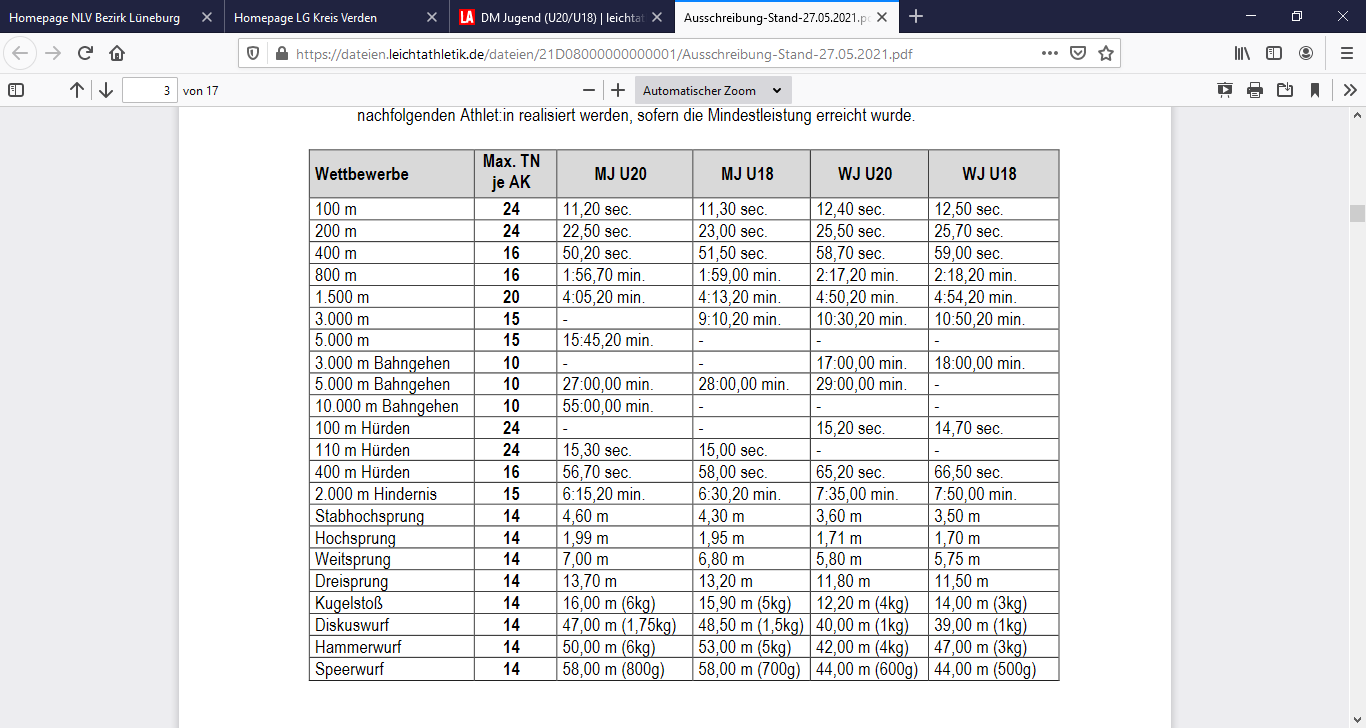 Homepage NLV Bezirk Lüneburg Homepage LG Kreis Verden LA DM Jugend (U20/U18) | leichtat Ausschreibung-Stand-27.05.2021.p
https://dateien.leichtathletik.de/dateien/21D08000000000001/Ausschreibung-Stand-27.05.2021.pdf
3 von 17 Automatischer Zoom
nachfolgenden Athlet:in realisiert werden, sofern die Mindestleistung erreicht wurde.
Wettbewerbe Max. TN je AK MJ U20 MJ U18 WJ U20 WJ U18
100 m 24 11,20 sec. 11,30 sec. 12,40 sec. 12,50 sec.
200 m 24 22,50 sec. 23,00 sec. 25,50 sec. 25,70 sec.
400 m 16 50,20 sec. 51,50 sec. 58,70 sec. 59,00 sec.
800 m 16 1:56,70 min. 1:59,00 min. 2:17,20 min. 2:18,20 min.
1.500 m 20 4:05,20 min. 4:13,20 min. 4:50,20 min. 4:54,20 min.
3.000 m 15 - 9:10,20 min. 10:30,20 min. 10:50,20 min.
5.000 m 15 15:45,20 min. - - -
3.000 m Bahngehen 10 - - 17:00,00 min. 18:00,00 min.
5.000 m Bahngehen 10 27:00,00 min. 28:00,00 min. 29:00,00 min. -
10.000 m Bahngehen 10 55:00,00 min. - - -
100 m Hürden 24 - - 15,20 sec. 14,70 sec.
110 m Hürden 24 15,30 sec. 15,00 sec. - -
400 m Hürden 16 56,70 sec. 58,00 sec. 65,20 sec. 66,50 sec.
2.000 m Hindernis 15 6:15,20 min. 6:30,20 min. 7:35,00 min. 7:50,00 min.
Stabhochsprung 14 4,60 m 4,30 m 3,60 m 3,50 m
Hochsprung 14 1,99 m 1,95 m 1,71 m 1,70 m
Weitsprung 14 7,00 m 6,80 m 5,80 m 5,75 m
Dreisprung 14 13,70 m 13,20 m 11,80 m 11,50 m
Kugelstoß 14 16,00 m (6kg) 15,90 m (5kg) 12,20 m (4kg) 14,00 m (3kg)
Diskuswurf 14 47,00 m (1,75kg) 48,50 m (1,5kg) 40,00 m (1kg) 39,00 m (1kg)
Hammerwurf 14 50,00 m (6kg) 53,00 m (5kg) 42,00 m (4kg) 47,00 m (3kg)
Speerwurf 14 58,00 m (800g) 58,00 m (700g) 44,00 m (600g) 44,00 m (500g)